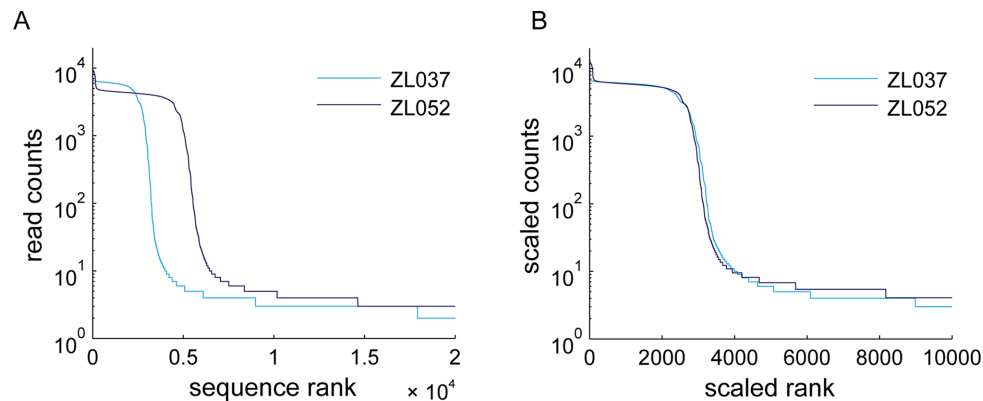 A
10^4
10^3
10^2
10^1
10^0
read counts
ZL037
ZL052
0 0.5 1 1.5 2
sequence rank × 10^4
B
10^4
10^3
10^2
10^1
10^0
scaled counts
ZL037
ZL052
0 2000 4000 6000 8000 10000
scaled rank